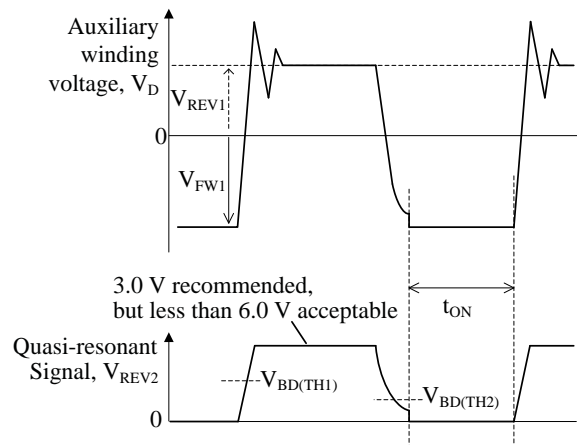 Auxiliary
winding
voltage, V_D
V_REV1
0
V_FW1
3.0 V recommended,
but less than 6.0 V acceptable
t_ON
Quasi-resonant
Signal, V_REV2
V_BD(TH1)
V_BD(TH2)
0